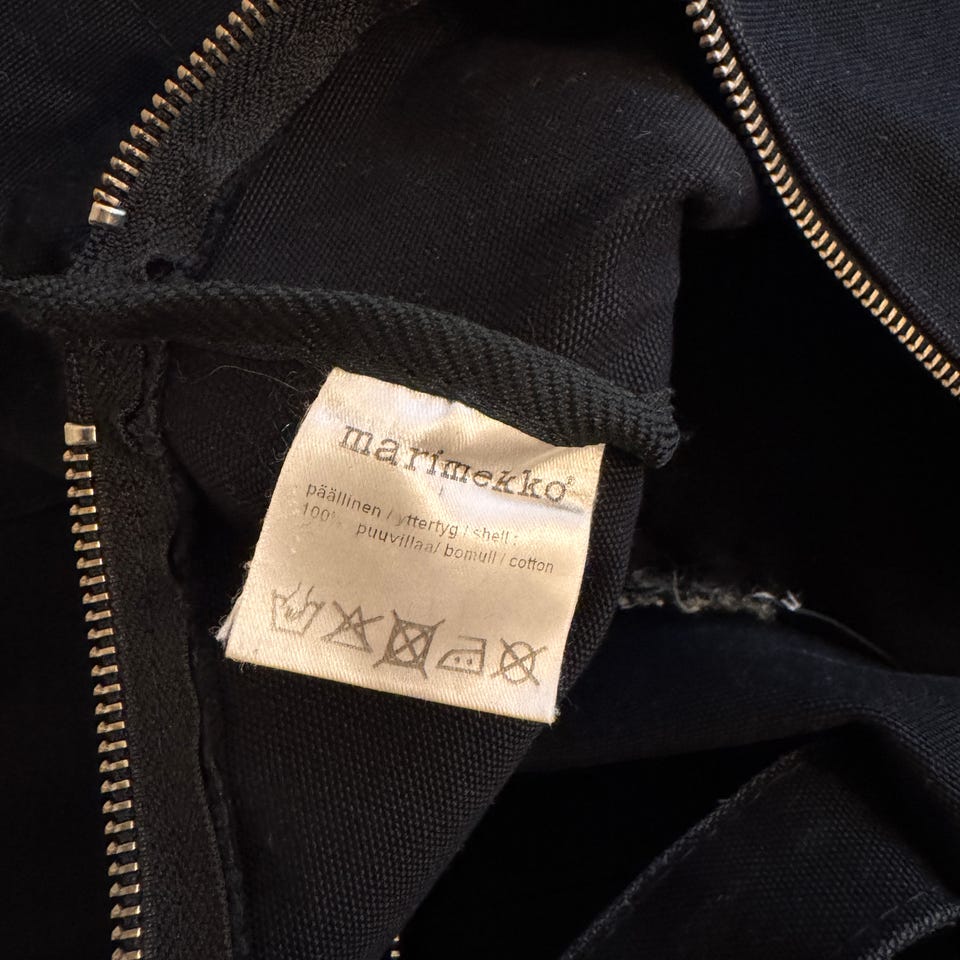 marimekko®
päällinen / yttertyg / shell :
100% puuvillaa/ bomull / cotton